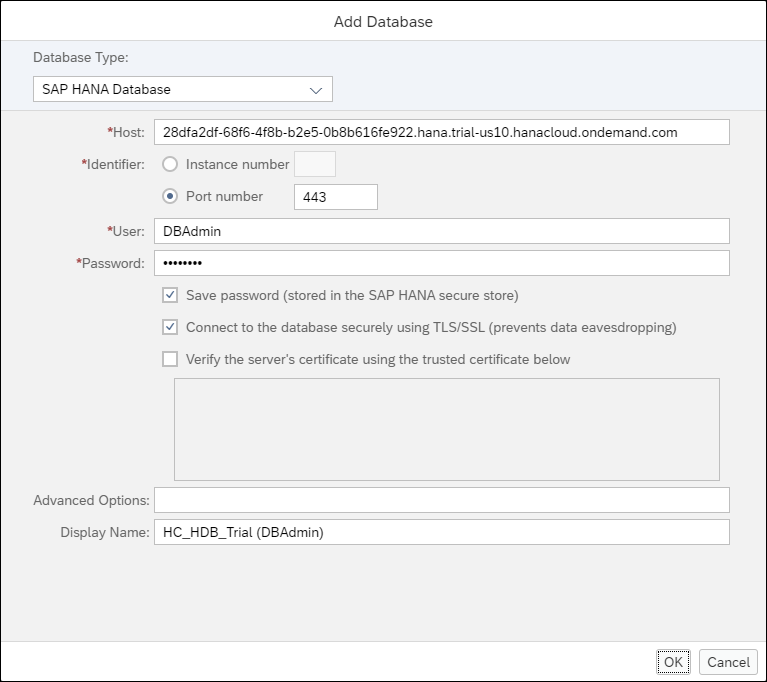 Add Database
Database Type:
SAP HANA Database
*Host: 28dfa2df-68f6-4f8b-b2e5-0b8b616fe922.hana.trial-us10.hanacloud.ondemand.com
*Identifier: Instance number
Port number 443
*User: DBAdmin
*Password: ••••••••
Save password (stored in the SAP HANA secure store)
Connect to the database securely using TLS/SSL (prevents data eavesdropping)
Verify the server's certificate using the trusted certificate below
Advanced Options:
Display Name: HC_HDB_Trial (DBAdmin)
OK Cancel